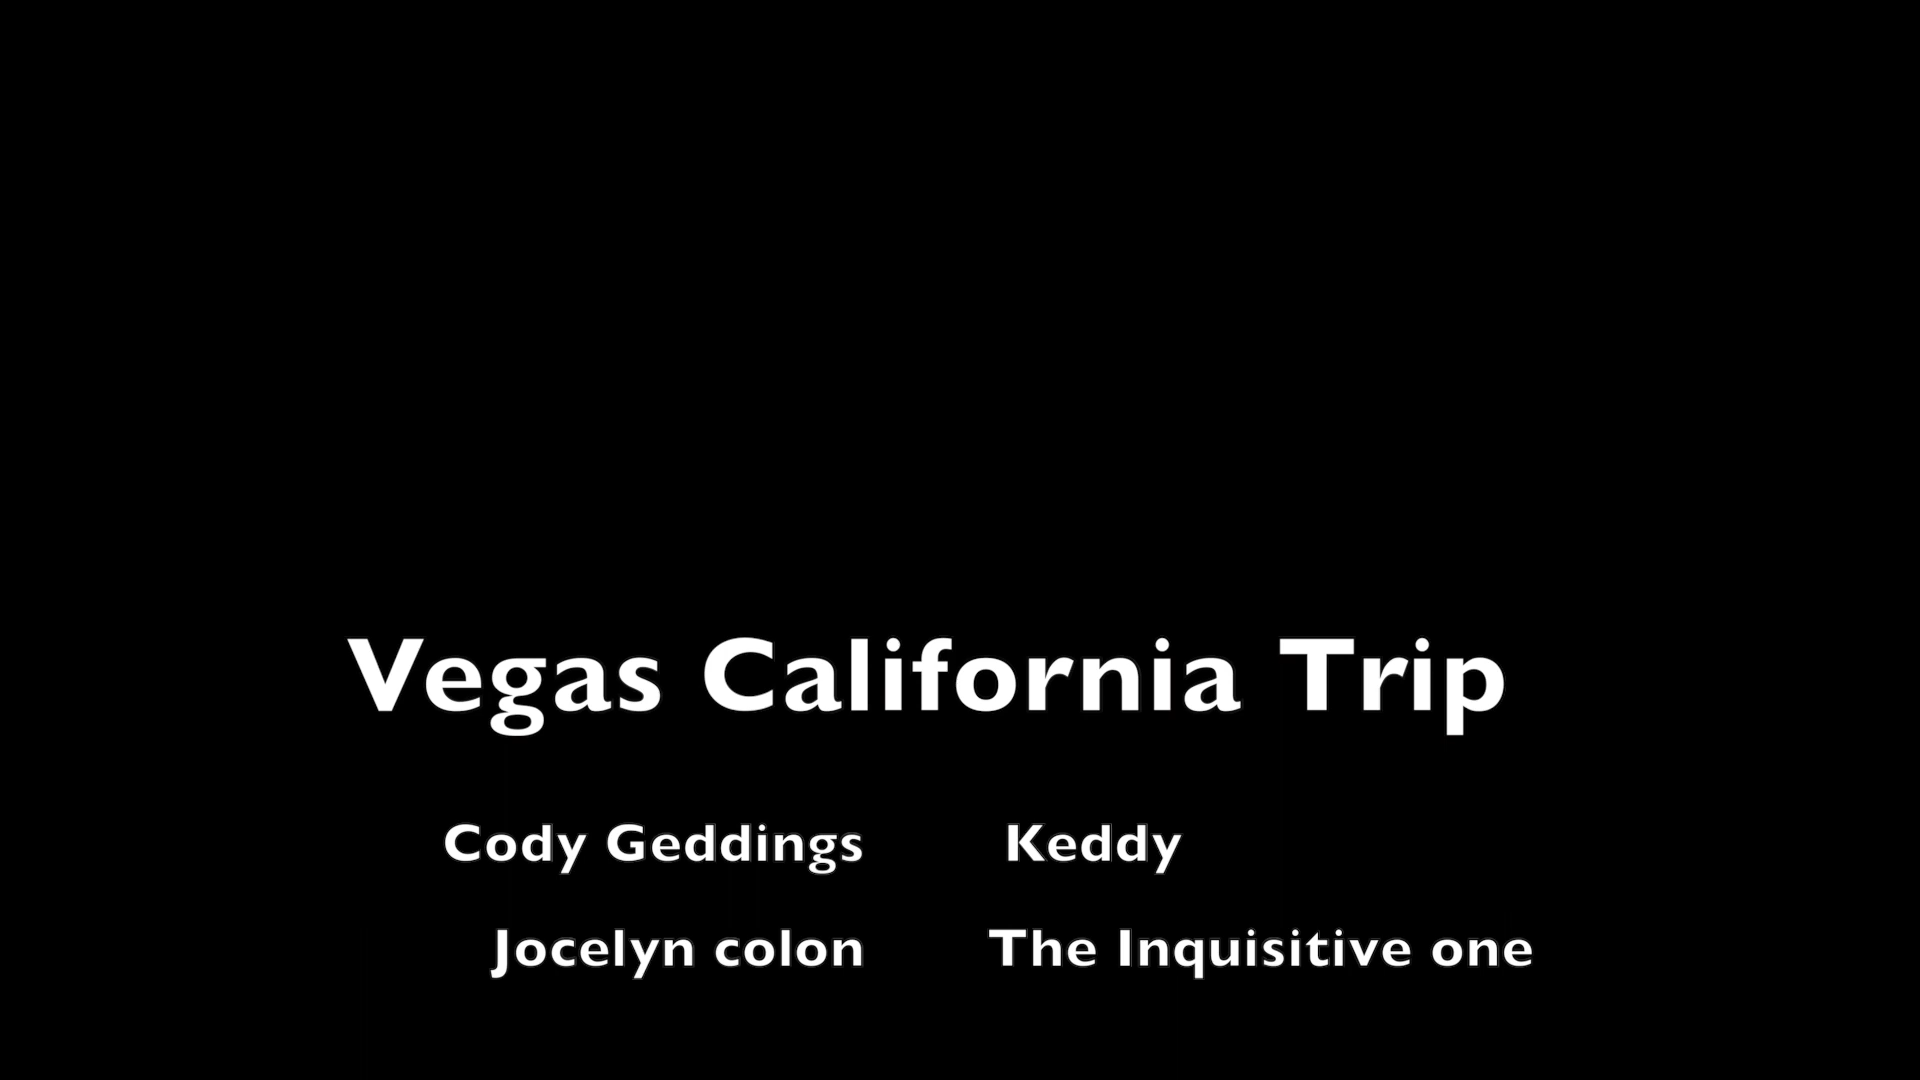 Vegas California Trip
Cody Geddings Keddy
Jocelyn colon The Inquisitive one